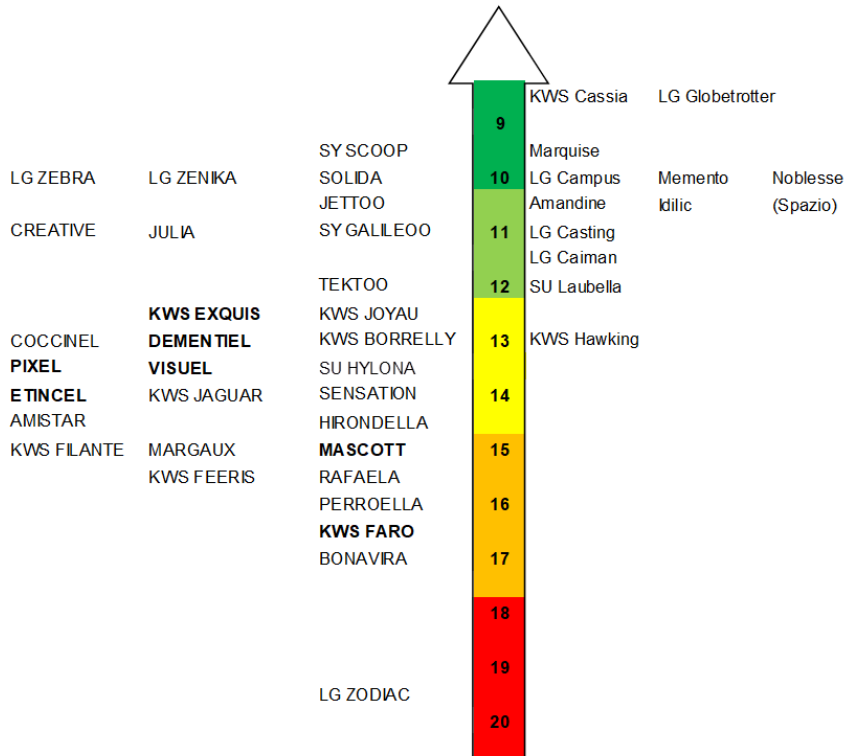 KWS Cassia LG Globetrotter
9
SY SCOOP Marquise
LG ZEBRA LG ZENIKA SOLIDA 10 LG Campus Memento Noblesse
JETTOO Amandine Idilic (Spazio)
CREATIVE JULIA SY GALILEOO 11 LG Casting
LG Caiman
TEKTOO 12 SU Laubella
KWS EXQUIS KWS JOYAU
COCCINEL DEMENTIEL KWS BORRELLY 13 KWS Hawking
PIXEL VISUEL SU HYLONA
ETINCEL KWS JAGUAR SENSATION 14
AMISTAR HIRONDELLA
KWS FILANTE MARGAUX MASCOTT 15
KWS FEERIS RAFAELA
PERROELLA 16
KWS FARO
BONAVIRA 17
18
19
LG ZODIAC
20